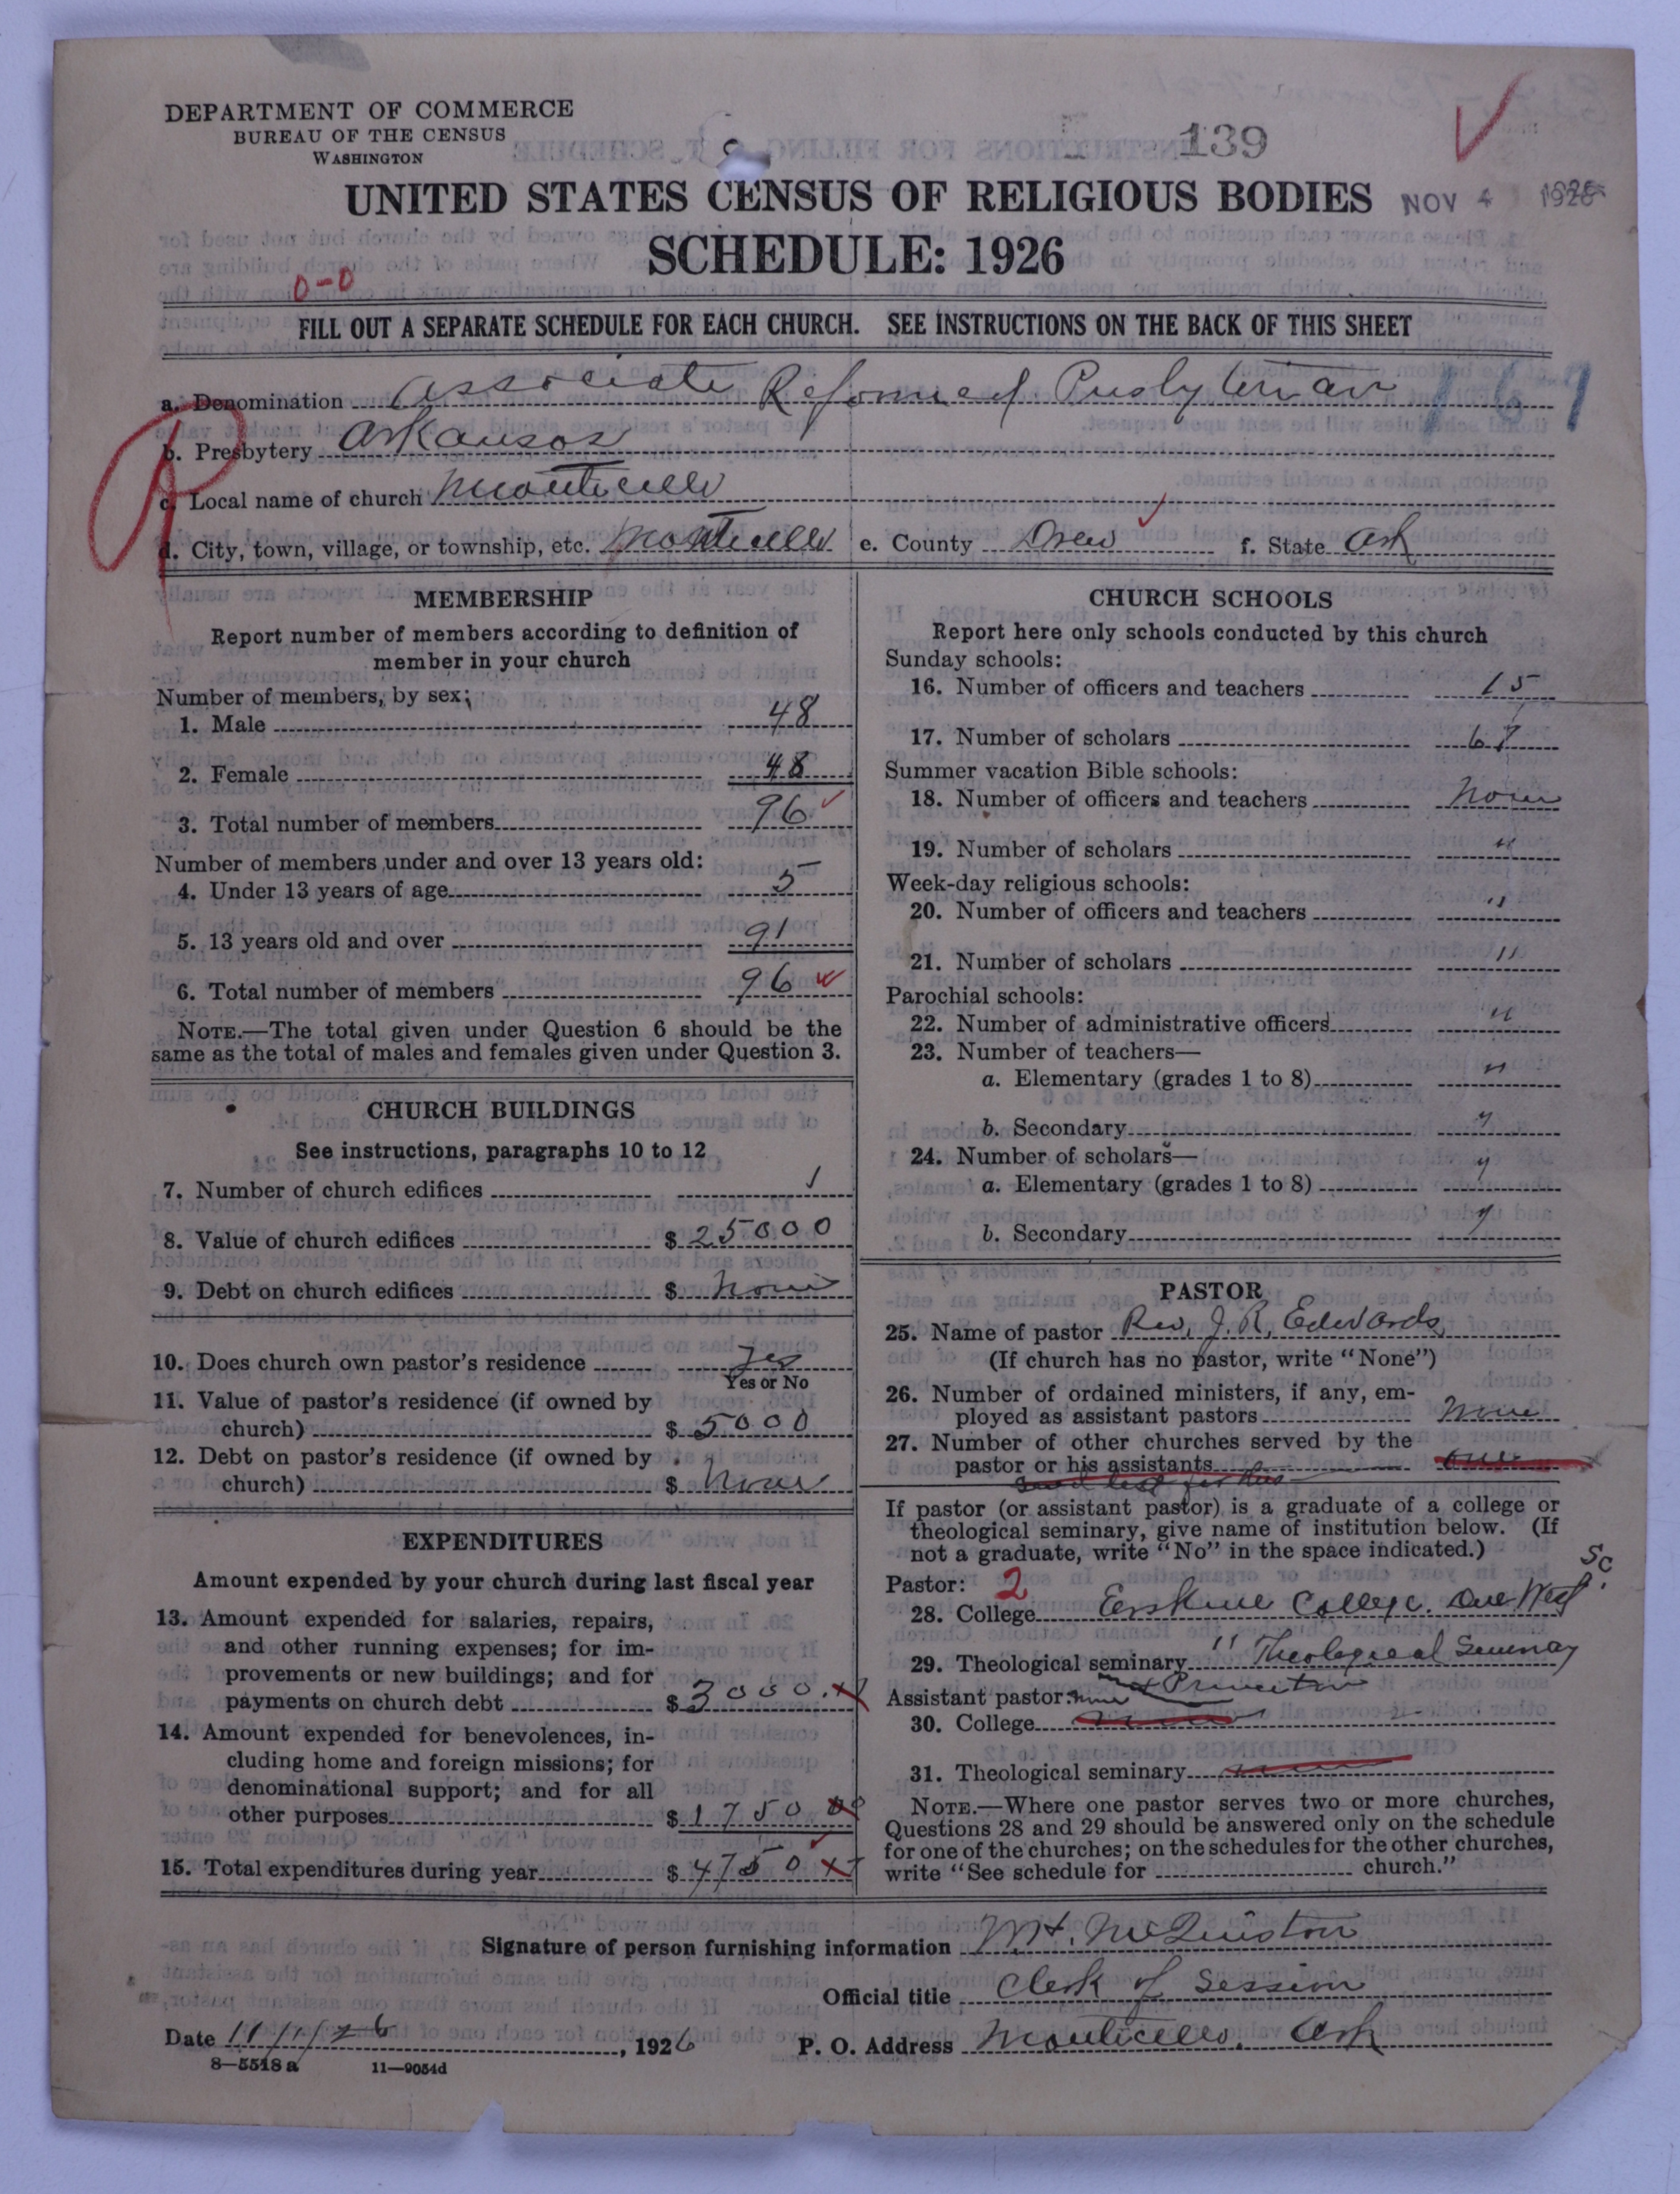 DEPARTMENT OF COMMERCE
BUREAU OF THE CENSUS
WASHINGTON
139
UNITED STATES CENSUS OF RELIGIOUS BODIES
NOV 4 1926
SCHEDULE: 1926
0-0
FILL OUT A SEPARATE SCHEDULE FOR EACH CHURCH. SEE INSTRUCTIONS ON THE BACK OF THIS SHEET
a. Denomination Associate Reformed Presbyterian 167
b. Presbytery Arkansas
c. Local name of church Monticello
d. City, town, village, or township, etc. Monticello e. County Drew f. State Ark
MEMBERSHIP
Report number of members according to definition of
member in your church
Number of members, by sex:
1. Male 48
2. Female 48
3. Total number of members 96
Number of members under and over 13 years old:
4. Under 13 years of age 5
5. 13 years old and over 91
6. Total number of members 96
NOTE.—The total given under Question 6 should be the
same as the total of males and females given under Question 3.
CHURCH BUILDINGS
See instructions, paragraphs 10 to 12
7. Number of church edifices 1
8. Value of church edifices $25000
9. Debt on church edifices $ None
10. Does church own pastor's residence Yes
Yes or No
11. Value of pastor's residence (if owned by
church) $5000
12. Debt on pastor's residence (if owned by
church) $ None
EXPENDITURES
Amount expended by your church during last fiscal year
13. Amount expended for salaries, repairs,
and other running expenses; for im-
provements or new buildings; and for
payments on church debt $3000.
14. Amount expended for benevolences, in-
cluding home and foreign missions; for
denominational support; and for all
other purposes $1750
15. Total expenditures during year $4750
CHURCH SCHOOLS
Report here only schools conducted by this church
Sunday schools:
16. Number of officers and teachers 15
17. Number of scholars 67
Summer vacation Bible schools:
18. Number of officers and teachers None
19. Number of scholars "
Week-day religious schools:
20. Number of officers and teachers "
21. Number of scholars "
Parochial schools:
22. Number of administrative officers "
23. Number of teachers—
a. Elementary (grades 1 to 8) "
b. Secondary "
24. Number of scholars—
a. Elementary (grades 1 to 8) "
b. Secondary "
PASTOR
25. Name of pastor Rev. J. R. Edwards
(If church has no pastor, write "None")
26. Number of ordained ministers, if any, em-
ployed as assistant pastors None
27. Number of other churches served by the
pastor or his assistants one
If pastor (or assistant pastor) is a graduate of a college or
theological seminary, give name of institution below. (If
not a graduate, write "No" in the space indicated.)
Pastor: 2
28. College Erskine College. Due West S.C.
29. Theological seminary " Theological Seminary
& Princeton
Assistant pastor: none
30. College
31. Theological seminary
NOTE.—Where one pastor serves two or more churches,
Questions 28 and 29 should be answered only on the schedule
for one of the churches; on the schedules for the other churches,
write "See schedule for church."
Signature of person furnishing information McQuiston
Official title Clerk of Session
Date 11/1/26, 1926 P. O. Address Monticello, Ark
8—5518 a 11—9054d